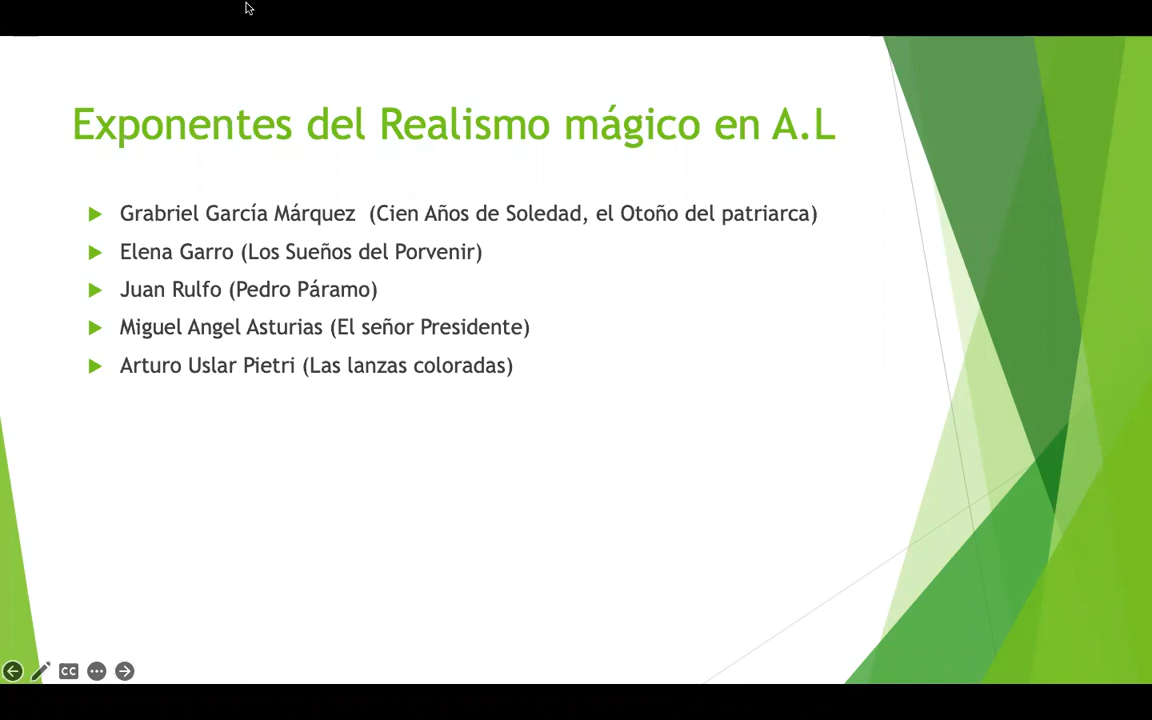 Exponentes del Realismo mágico en A.L
Grabriel García Márquez (Cien Años de Soledad, el Otoño del patriarca)
Elena Garro (Los Sueños del Porvenir)
Juan Rulfo (Pedro Páramo)
Miguel Angel Asturias (El señor Presidente)
Arturo Uslar Pietri (Las lanzas coloradas)
CC